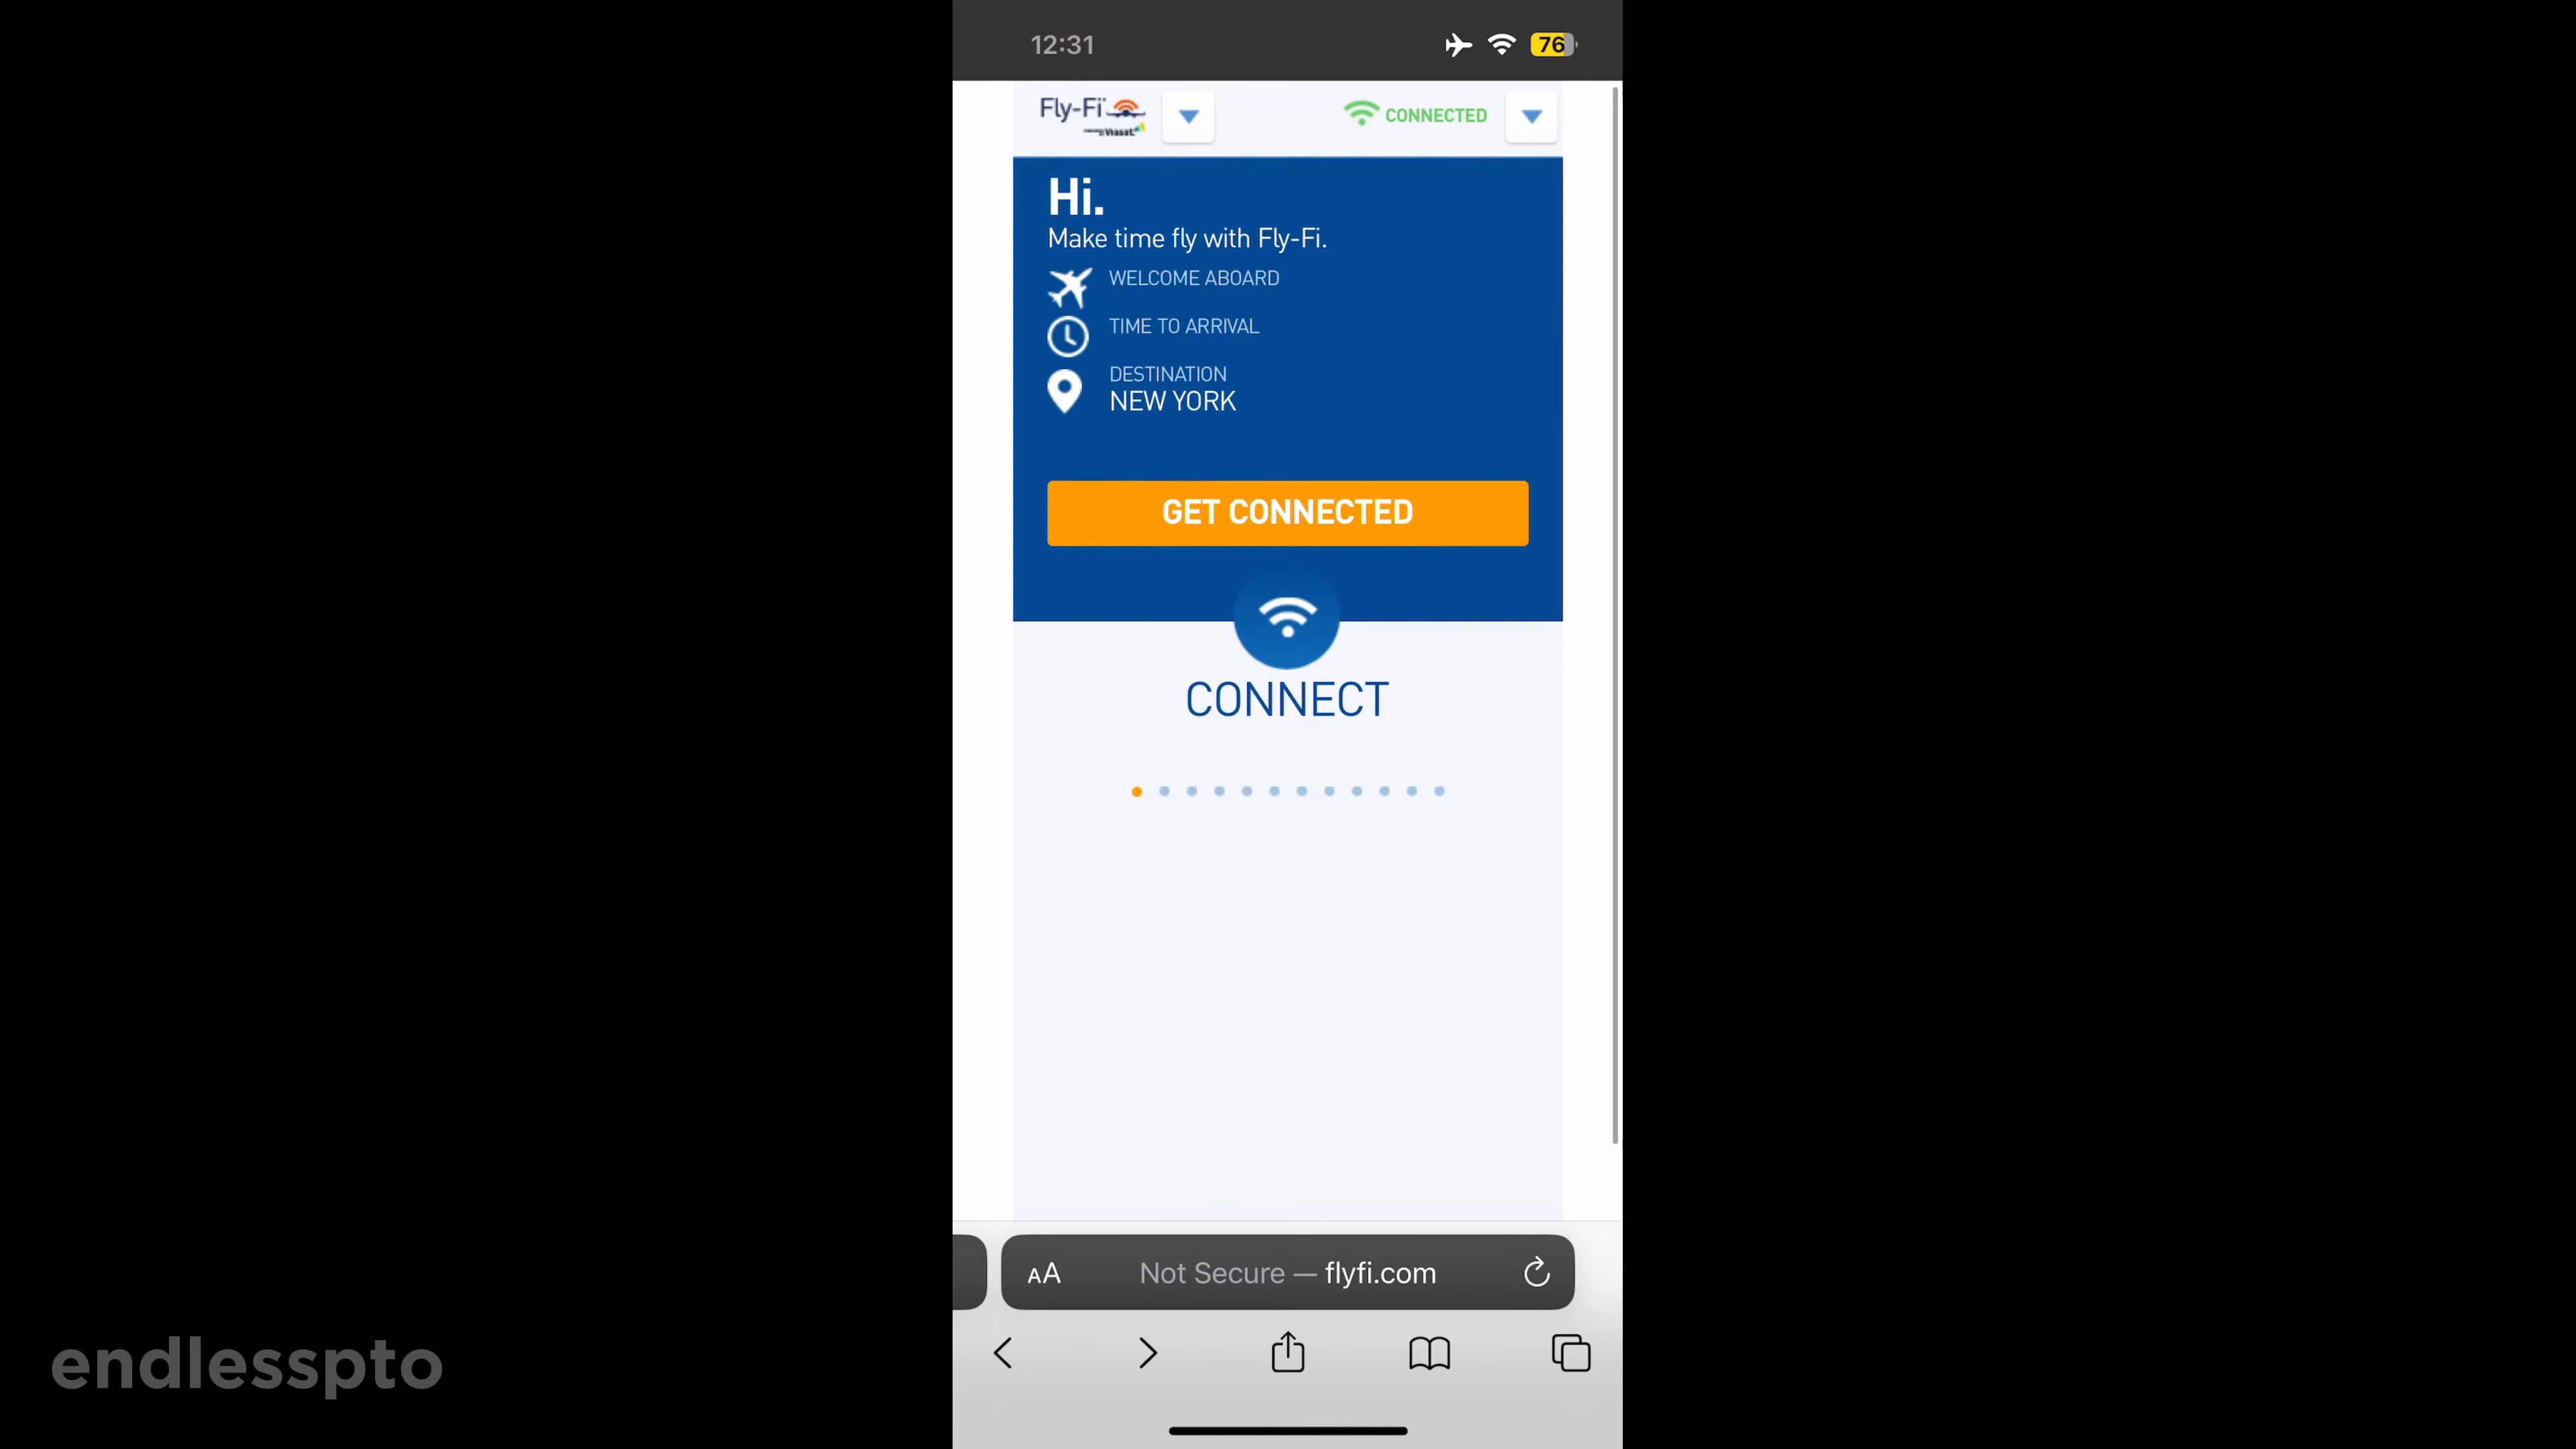 12:31
76
Fly-Fi
Viasat
CONNECTED
Hi.
Make time fly with Fly-Fi.
WELCOME ABOARD
TIME TO ARRIVAL
DESTINATION
NEW YORK
GET CONNECTED
CONNECT
AA
Not Secure — flyfi.com
endlesspto